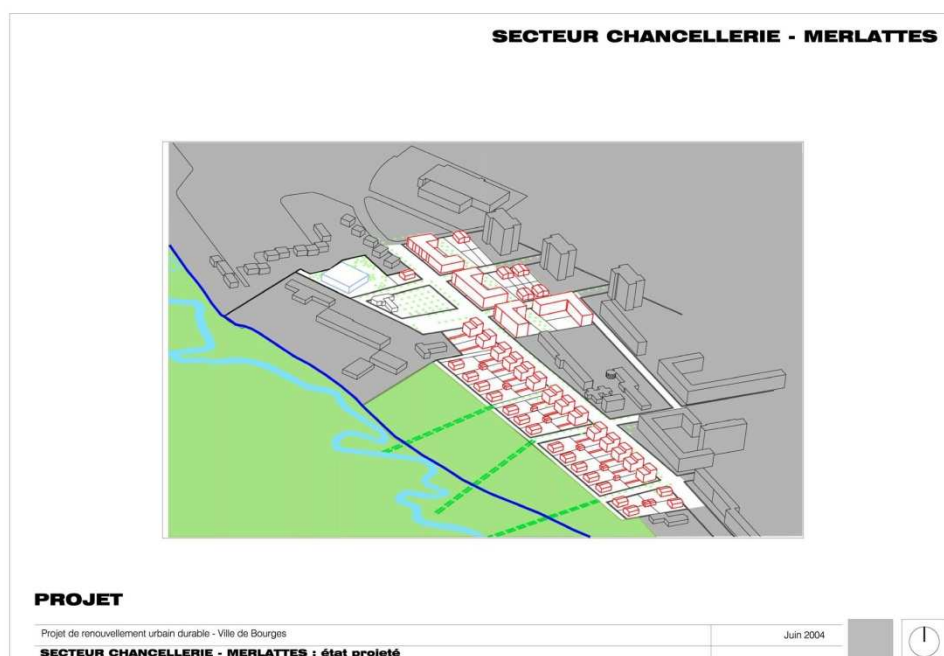 SECTEUR CHANCELLERIE - MERLATTES
PROJET
Projet de renouvellement urbain durable - Ville de Bourges
Juin 2004
SECTEUR CHANCELLERIE - MERLATTES : état projeté